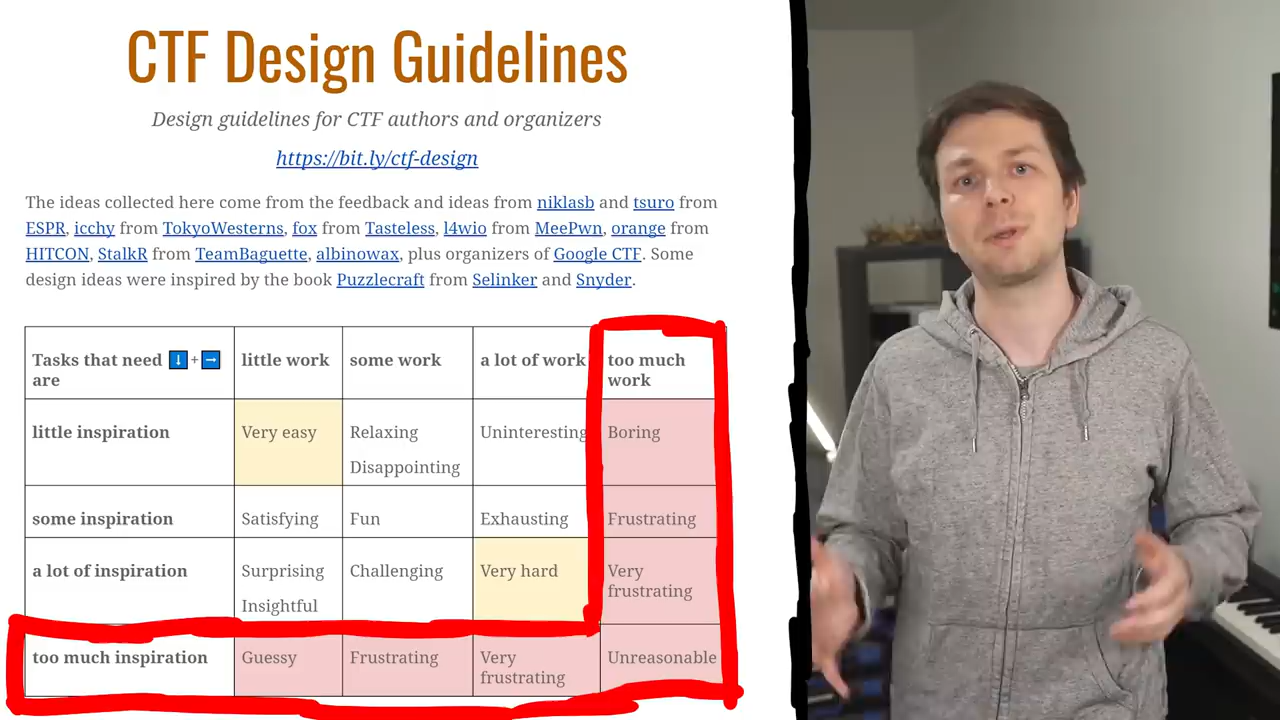 CTF Design Guidelines
Design guidelines for CTF authors and organizers
https://bit.ly/ctf-design
The ideas collected here come from the feedback and ideas from niklasb and tsuro from
ESPR, icchy from TokyoWesterns, fox from Tasteless, l4wio from MeePwn, orange from
HITCON, StalkR from TeamBaguette, albinowax, plus organizers of Google CTF. Some
design ideas were inspired by the book Puzzlecraft from Selinker and Snyder.
Tasks that need ⬇️+➡️ are little work some work a lot of work too much work
little inspiration Very easy Relaxing Disappointing Uninteresting Boring
some inspiration Satisfying Fun Exhausting Frustrating
a lot of inspiration Surprising Insightful Challenging Very hard Very frustrating
too much inspiration Guessy Frustrating Very frustrating Unreasonable